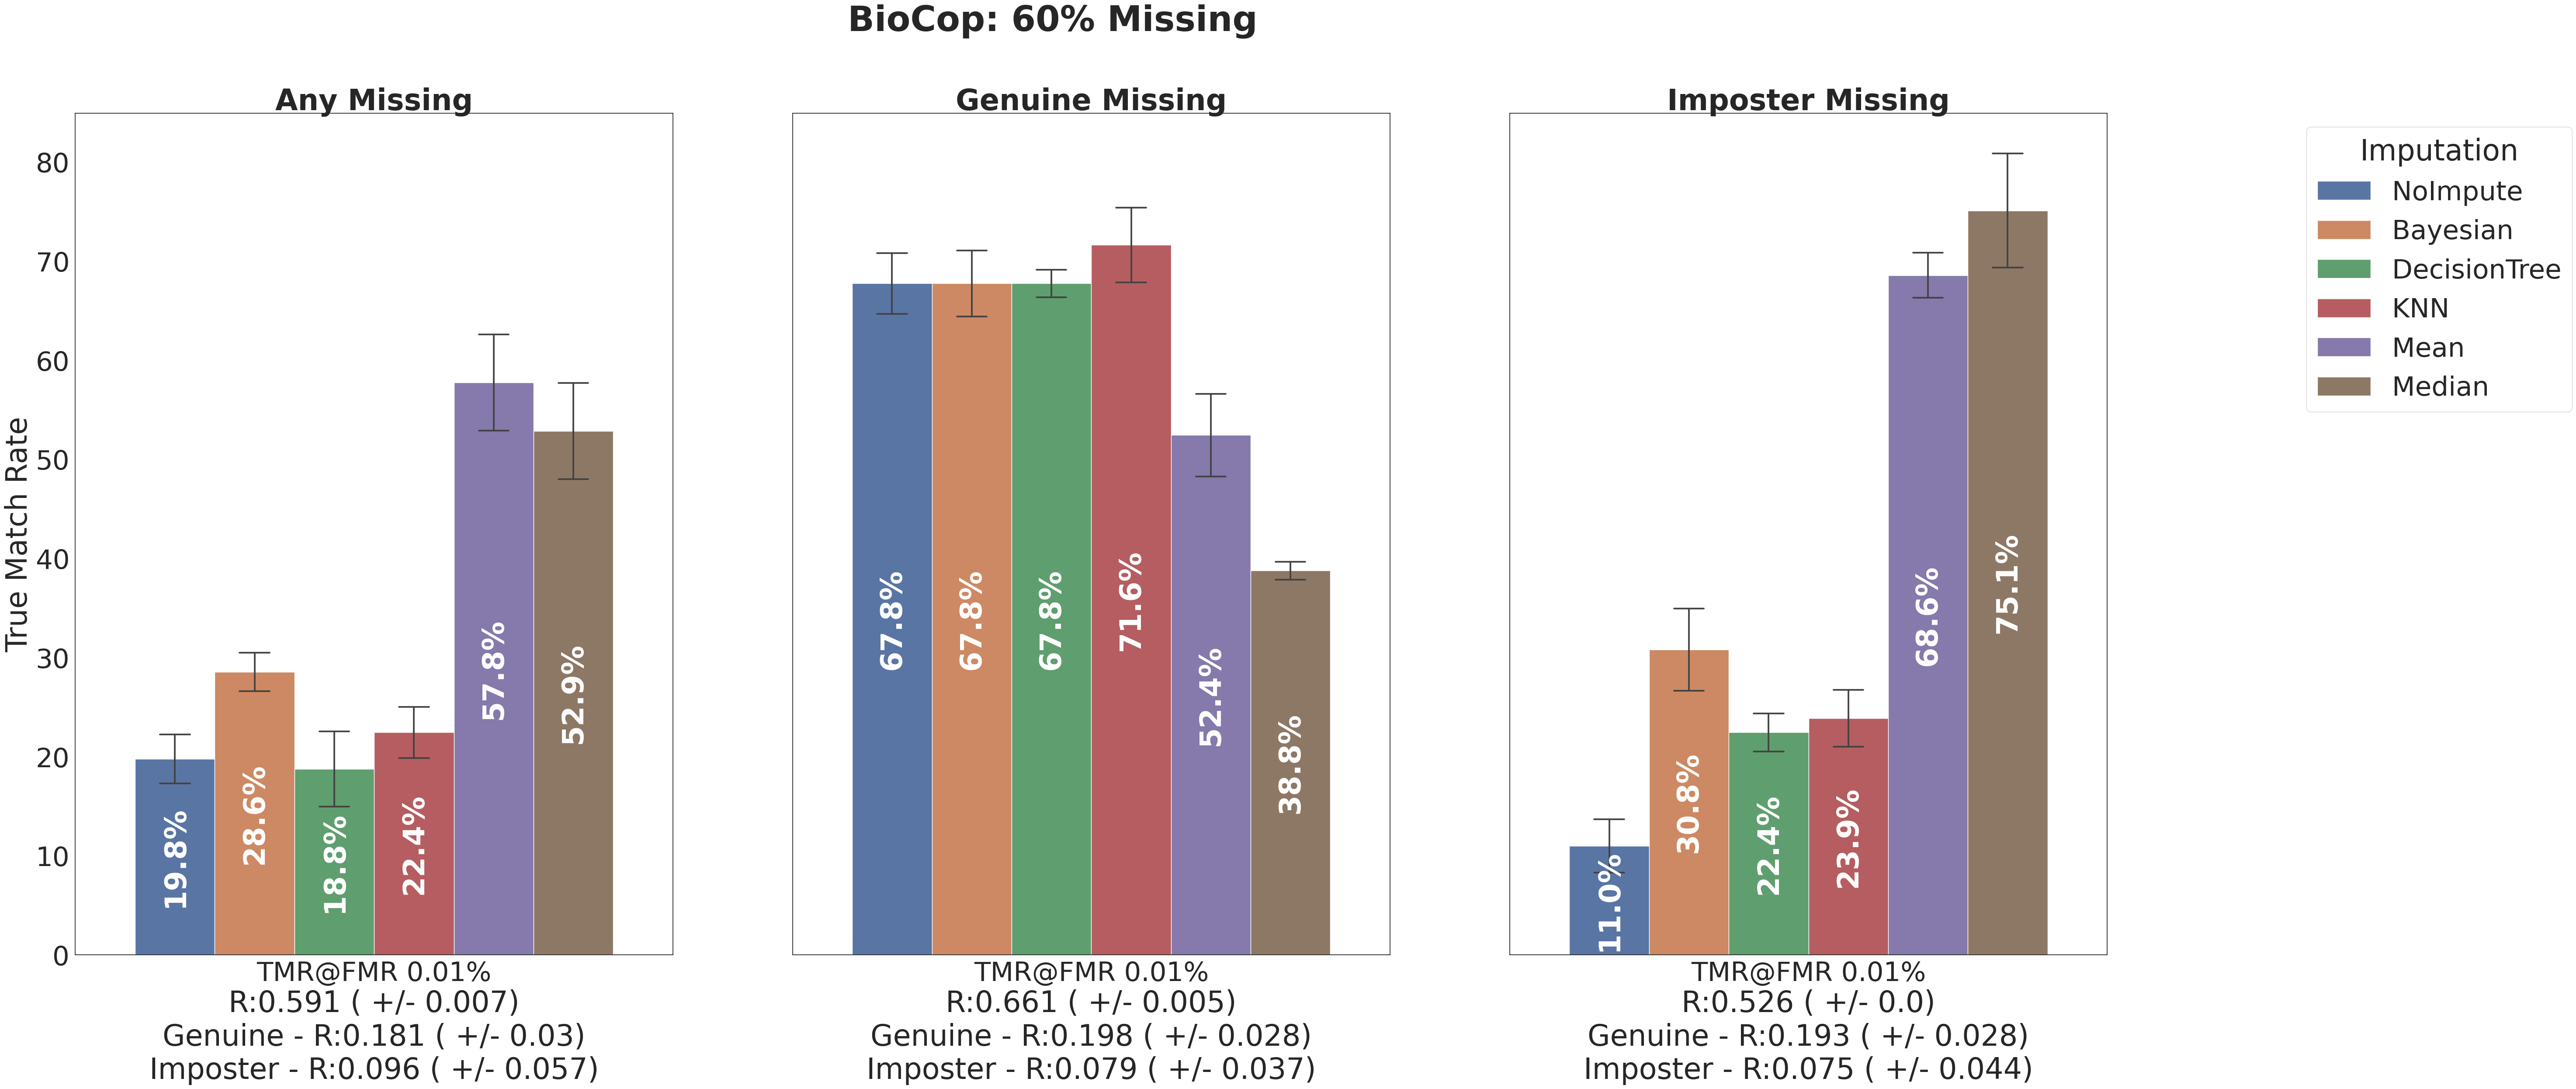 BioCop: 60% Missing
Any Missing
Genuine Missing
Imposter Missing
True Match Rate
80
70
60
50
40
30
20
10
0
19.8%
28.6%
18.8%
22.4%
57.8%
52.9%
67.8%
67.8%
67.8%
71.6%
52.4%
38.8%
11.0%
30.8%
22.4%
23.9%
68.6%
75.1%
TMR@FMR 0.01%
R:0.591 ( +/- 0.007)
Genuine - R:0.181 ( +/- 0.03)
Imposter - R:0.096 ( +/- 0.057)
TMR@FMR 0.01%
R:0.661 ( +/- 0.005)
Genuine - R:0.198 ( +/- 0.028)
Imposter - R:0.079 ( +/- 0.037)
TMR@FMR 0.01%
R:0.526 ( +/- 0.0)
Genuine - R:0.193 ( +/- 0.028)
Imposter - R:0.075 ( +/- 0.044)
Imputation
NoImpute
Bayesian
DecisionTree
KNN
Mean
Median